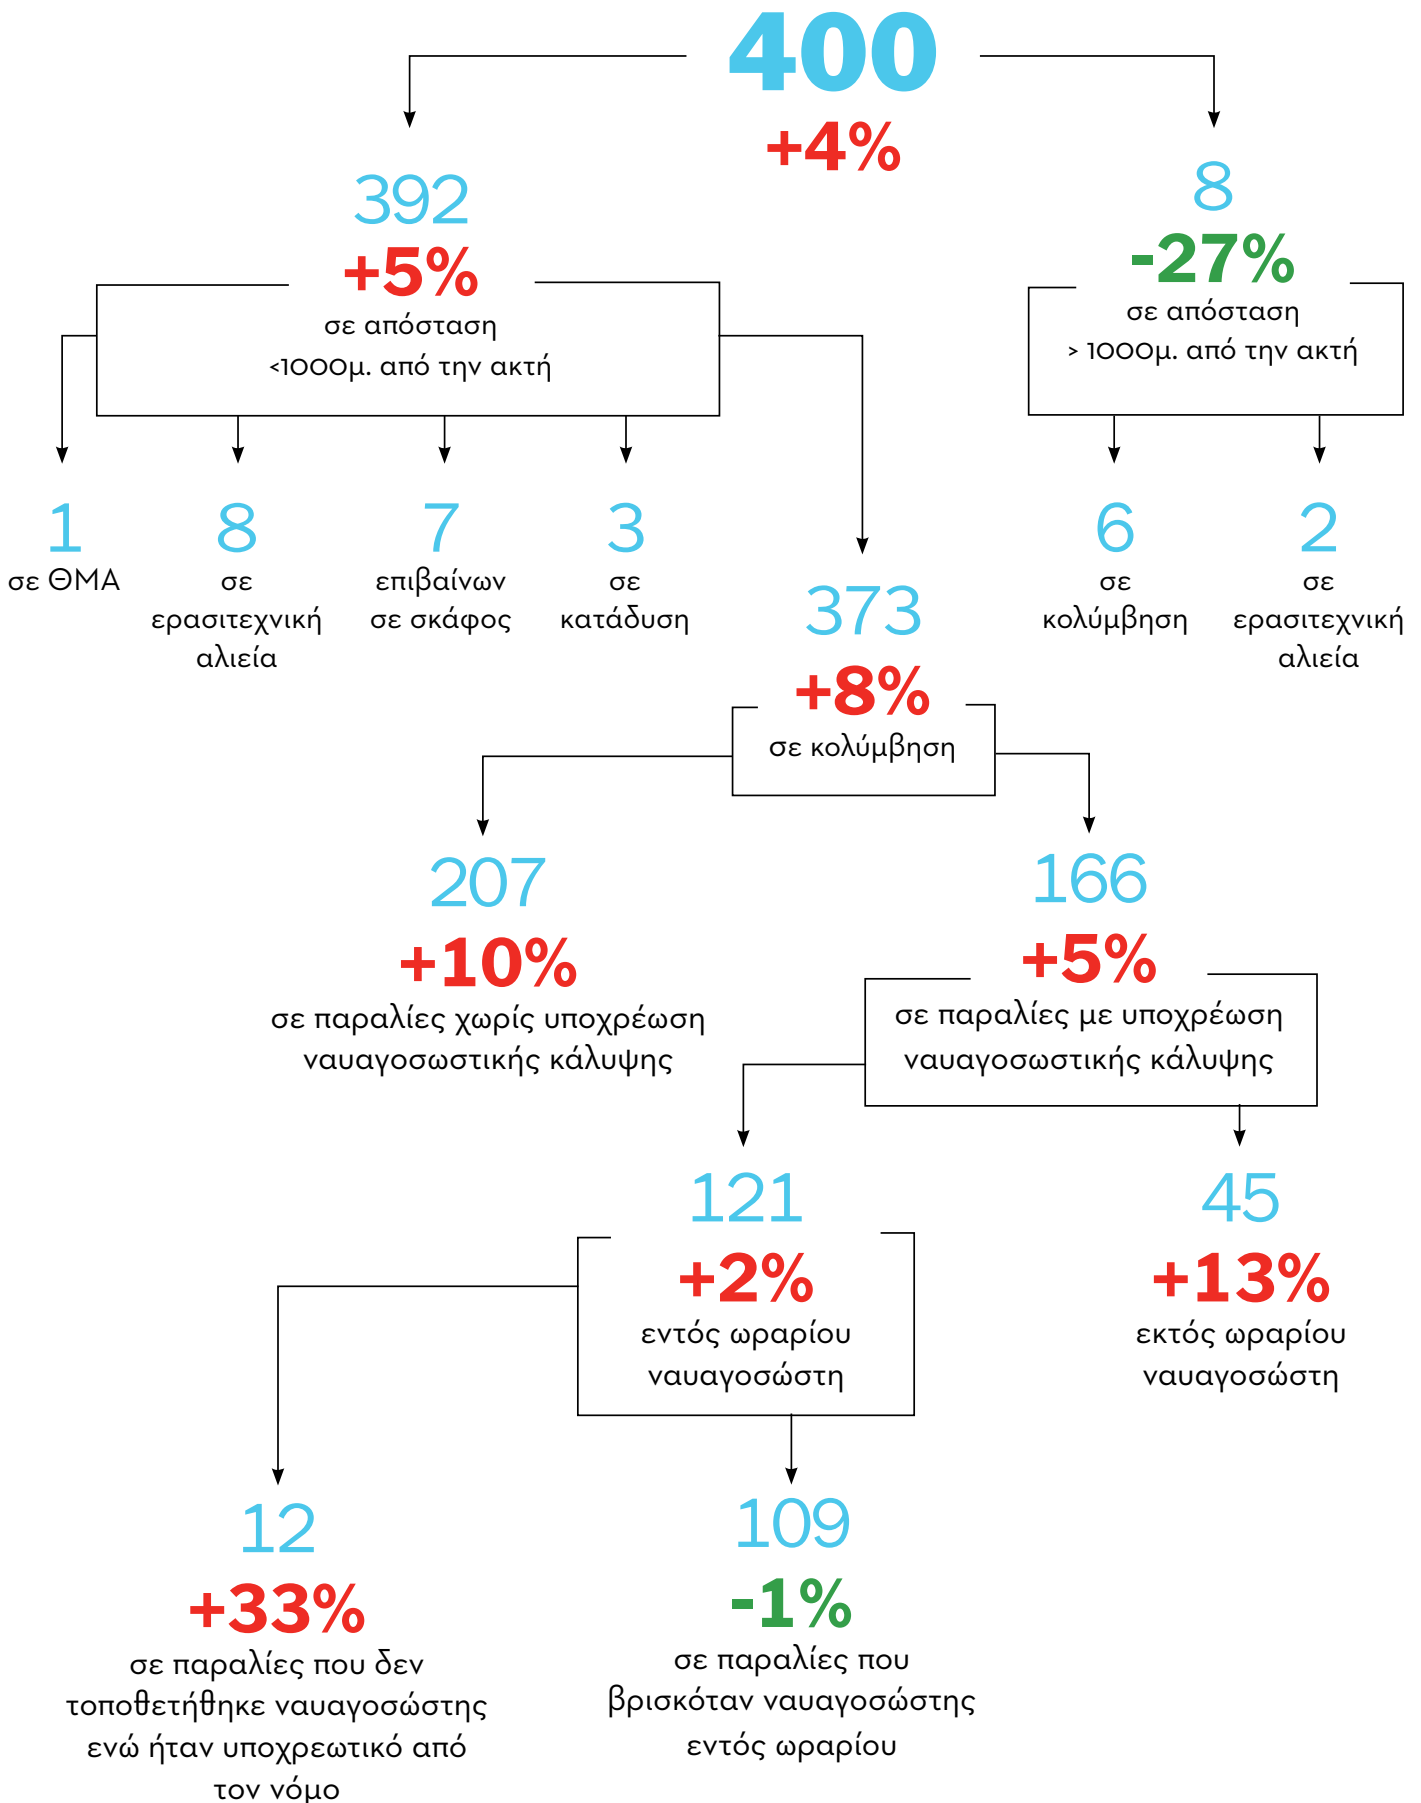 400
+4%
392
+5%
σε απόσταση
<1000μ. από την ακτή
8
-27%
σε απόσταση
> 1000μ. από την ακτή
1
σε ΘΜΑ
8
σε
ερασιτεχνική
αλιεία
7
επιβαίνων
σε σκάφος
3
σε
κατάδυση
373
+8%
σε κολύμβηση
6
σε
κολύμβηση
2
σε
ερασιτεχνική
αλιεία
207
+10%
σε παραλίες χωρίς υποχρέωση
ναυαγοσωστικής κάλυψης
166
+5%
σε παραλίες με υποχρέωση
ναυαγοσωστικής κάλυψης
121
+2%
εντός ωραρίου
ναυαγοσώστη
45
+13%
εκτός ωραρίου
ναυαγοσώστη
12
+33%
σε παραλίες που δεν
τοποθετήθηκε ναυαγοσώστης
ενώ ήταν υποχρεωτικό από
τον νόμο
109
-1%
σε παραλίες που
βρισκόταν ναυαγοσώστης
εντός ωραρίου